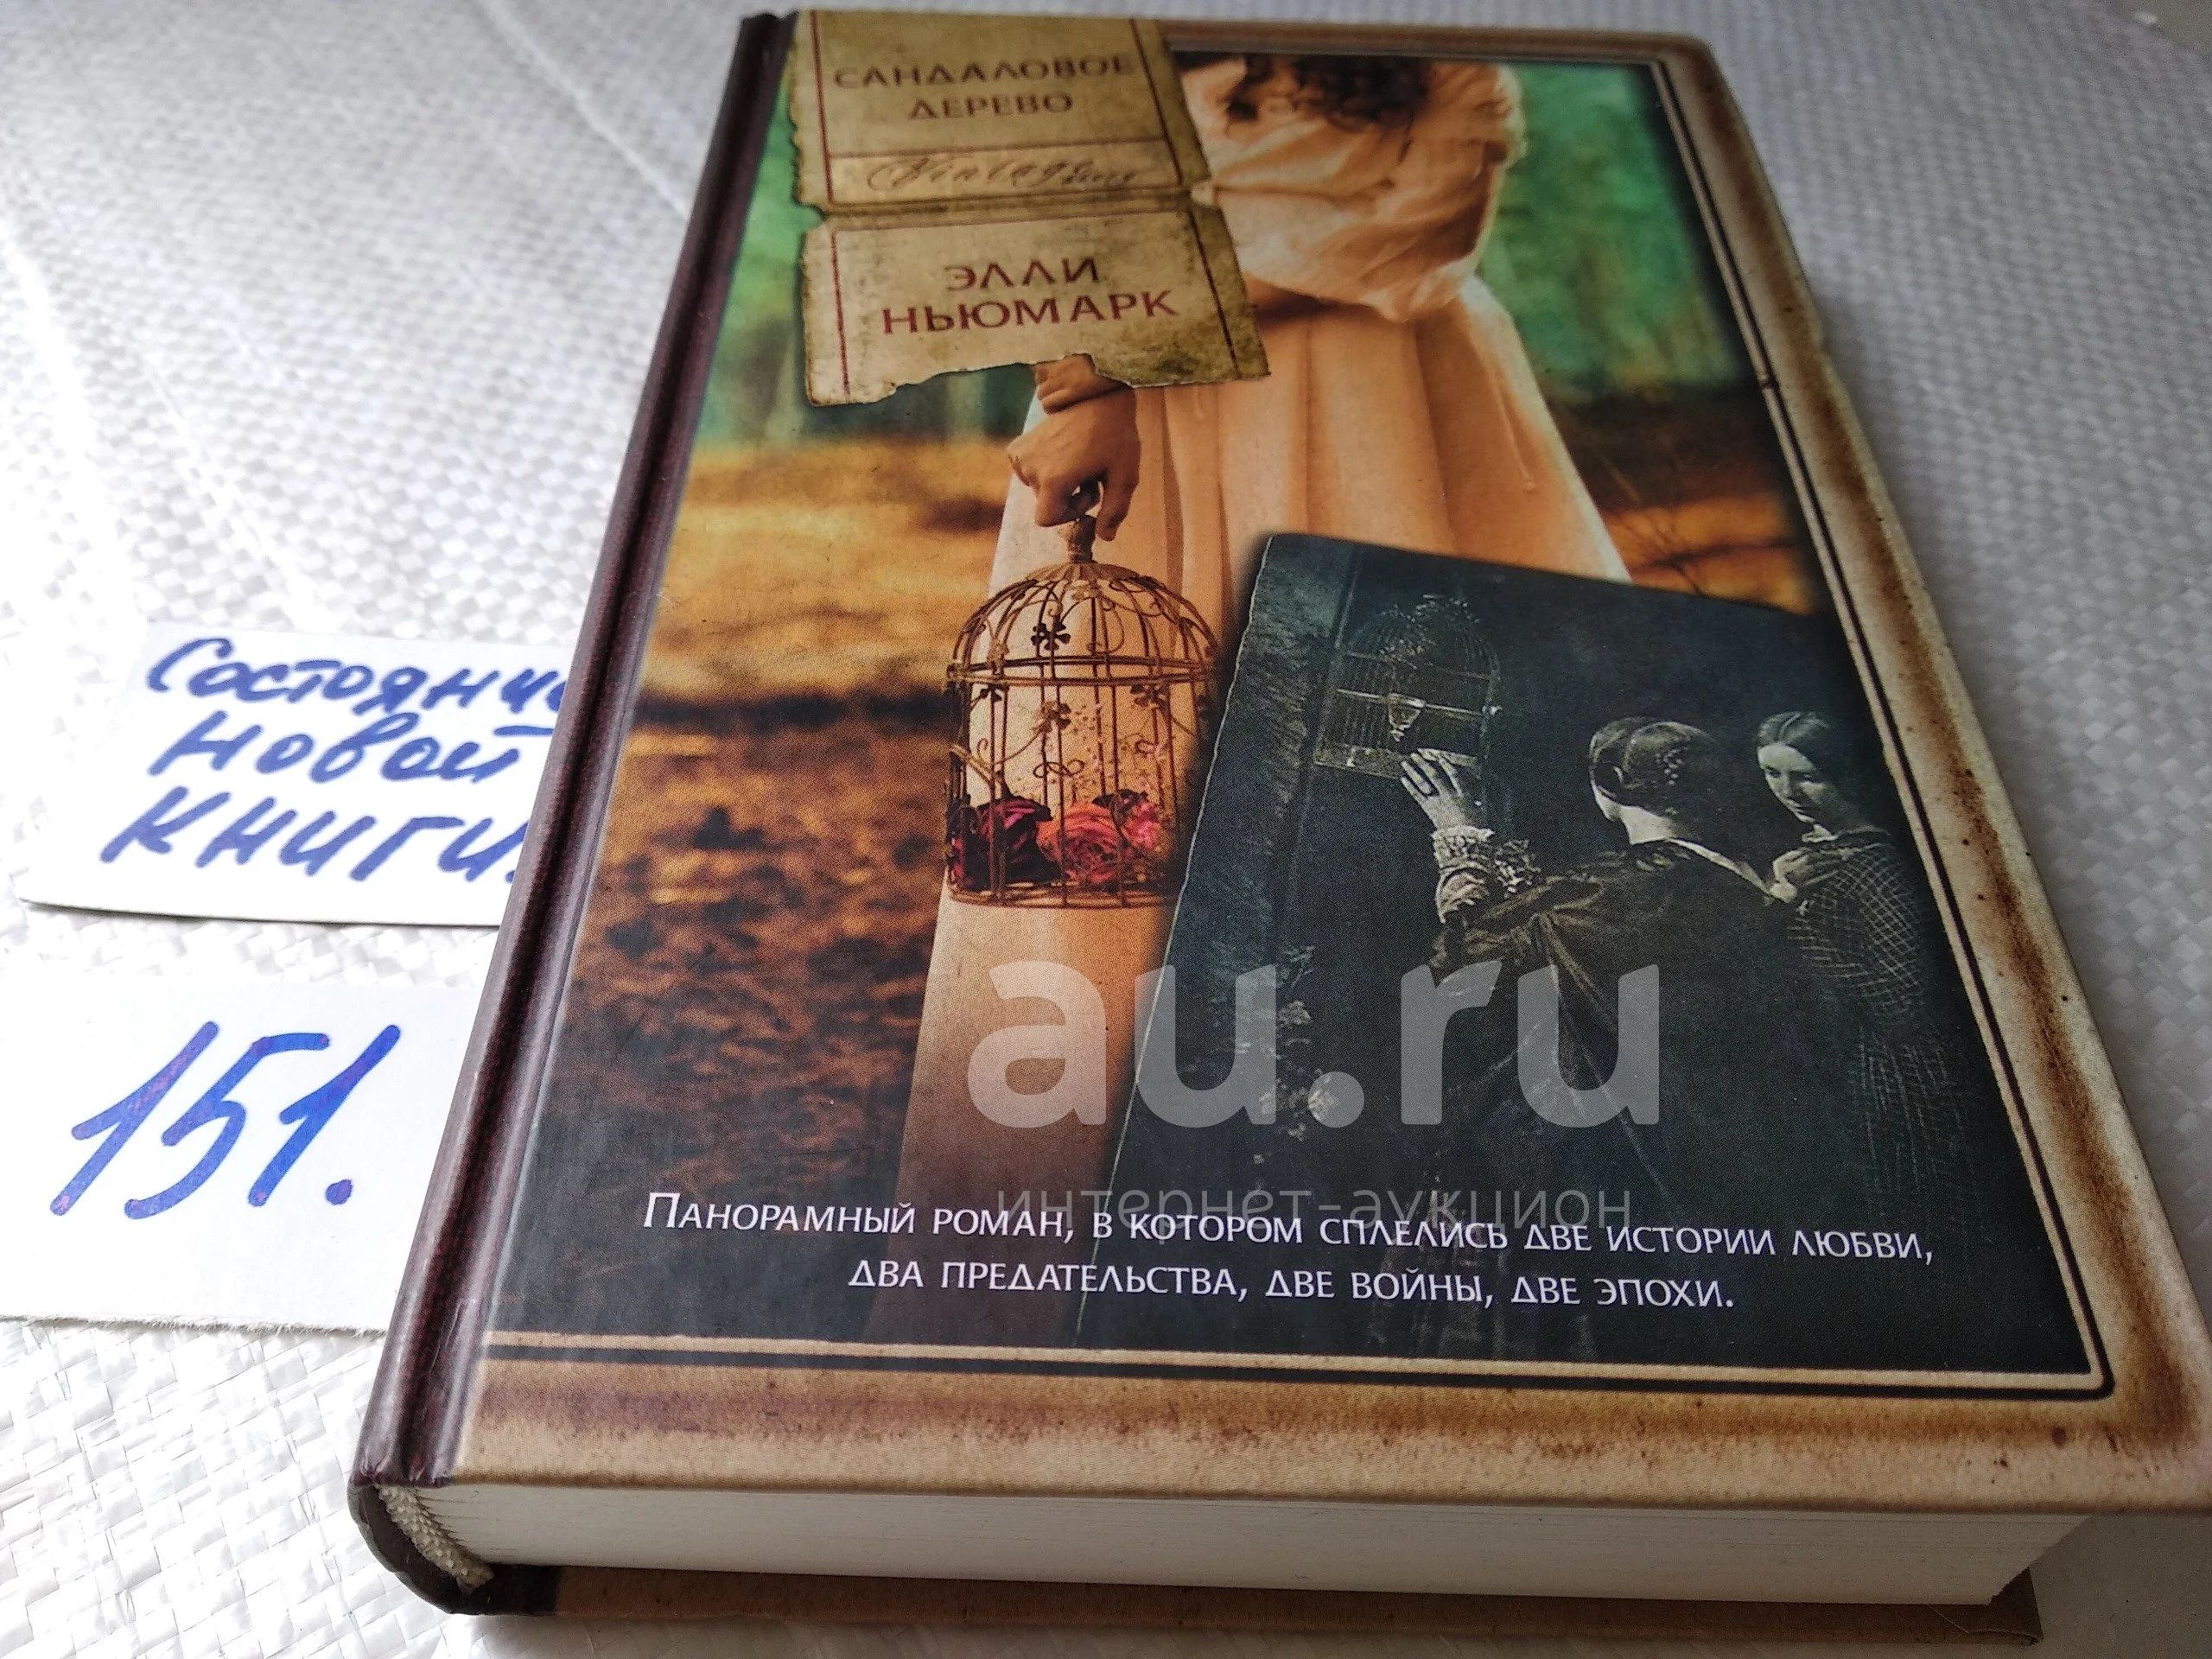 САНДАЛОВОЕ
ДЕРЕВО
Vintage
ЭЛЛИ
НЬЮМАРК
Состояние
новой
книги.
151.
au.ru
интернет-аукцион
Панорамный роман, в котором сплелись две истории любви,
два предательства, две войны, две эпохи.